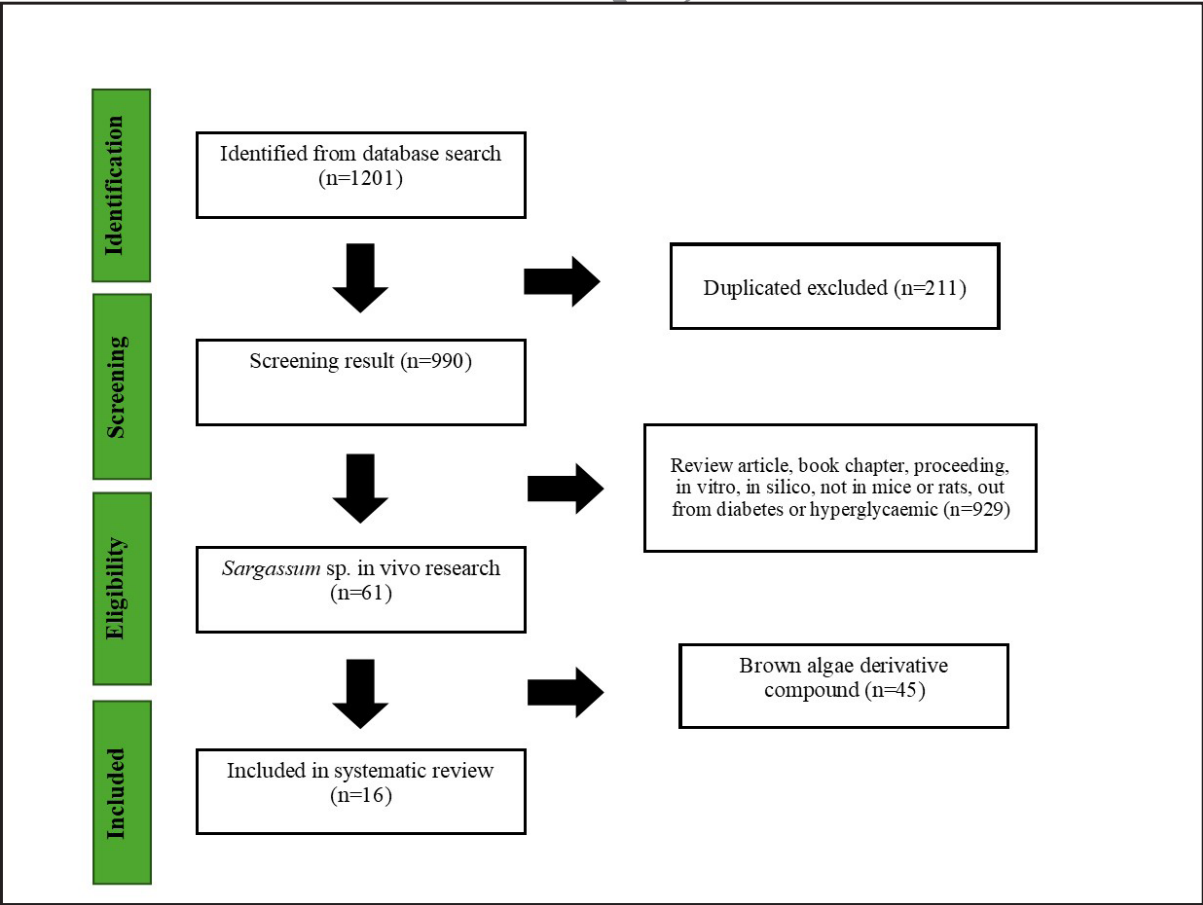 Identification
Identified from database search
(n=1201)
Duplicated excluded (n=211)
Screening
Screening result (n=990)
Review article, book chapter, proceeding,
in vitro, in silico, not in mice or rats, out
from diabetes or hyperglycaemic (n=929)
Eligibility
Sargassum sp. in vivo research
(n=61)
Brown algae derivative
compound (n=45)
Included
Included in systematic review
(n=16)